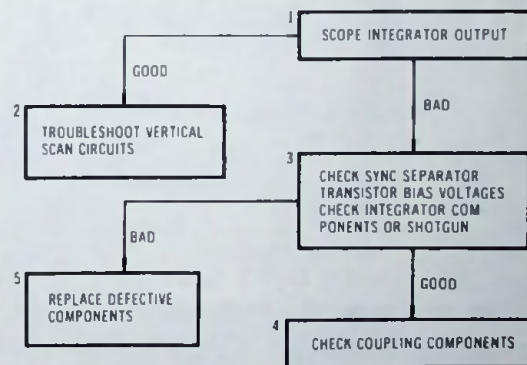 1
SCOPE INTEGRATOR OUTPUT
GOOD
BAD
2
TROUBLESHOOT VERTICAL
SCAN CIRCUITS
3
CHECK SYNC SEPARATOR
TRANSISTOR BIAS VOLTAGES
CHECK INTEGRATOR COM
PONENTS OR SHOTGUN
BAD
GOOD
5
REPLACE DEFECTIVE
COMPONENTS
4
CHECK COUPLING COMPONENTS